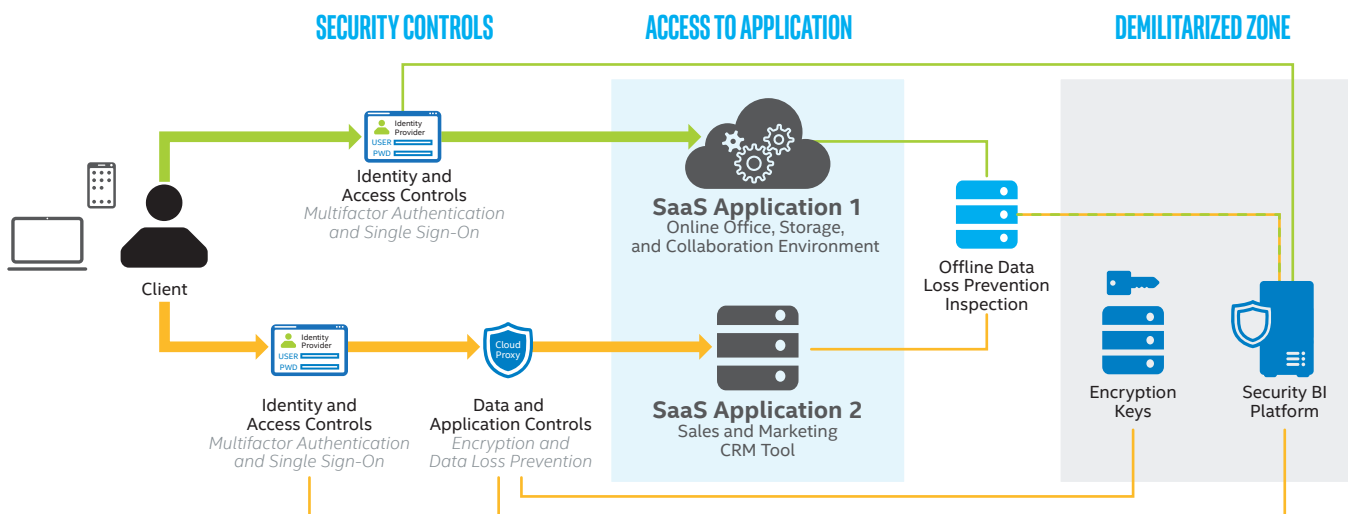 SECURITY CONTROLS
ACCESS TO APPLICATION
DEMILITARIZED ZONE
Identity
Provider
USER
PWD
Identity and
Access Controls
Multifactor Authentication
and Single Sign-On
Client
SaaS Application 1
Online Office, Storage,
and Collaboration Environment
Offline Data
Loss Prevention
Inspection
Identity
Provider
USER
PWD
Cloud
Proxy
Identity and
Access Controls
Multifactor Authentication
and Single Sign-On
Data and
Application Controls
Encryption and
Data Loss Prevention
SaaS Application 2
Sales and Marketing
CRM Tool
Encryption
Keys
Security BI
Platform